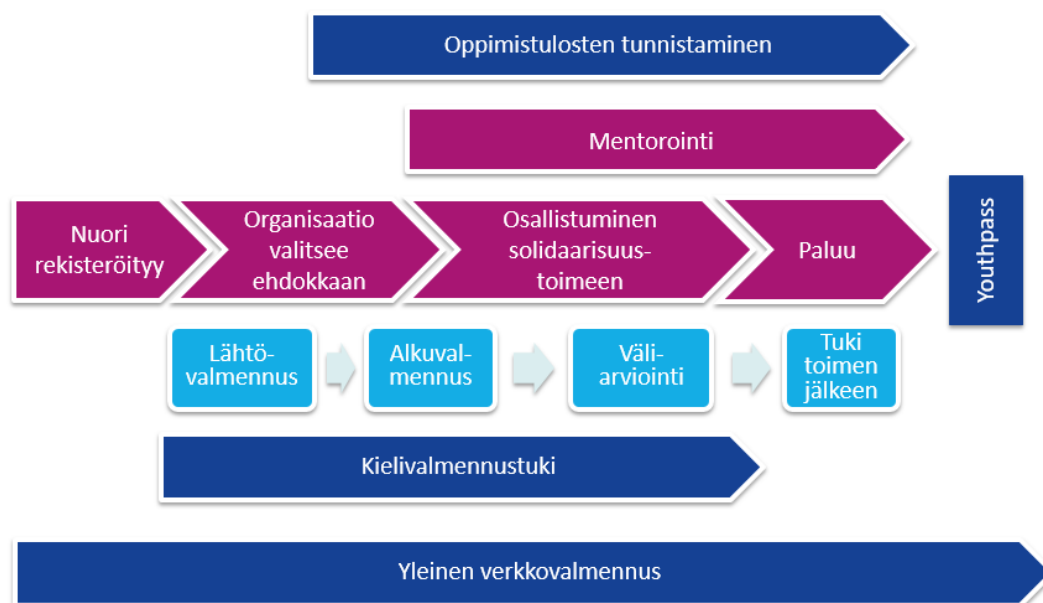 Oppimistulosten tunnistaminen
Mentorointi
Nuori
rekisteröityy
Organisaatio
valitsee
ehdokkaan
Osallistuminen
solidaarisuus-
toimeen
Paluu
Youthpass
Lähtö-
valmennus
Alkuval-
mennus
Väli-
arviointi
Tuki
toimen
jälkeen
Kielivalmennustuki
Yleinen verkkovalmennus